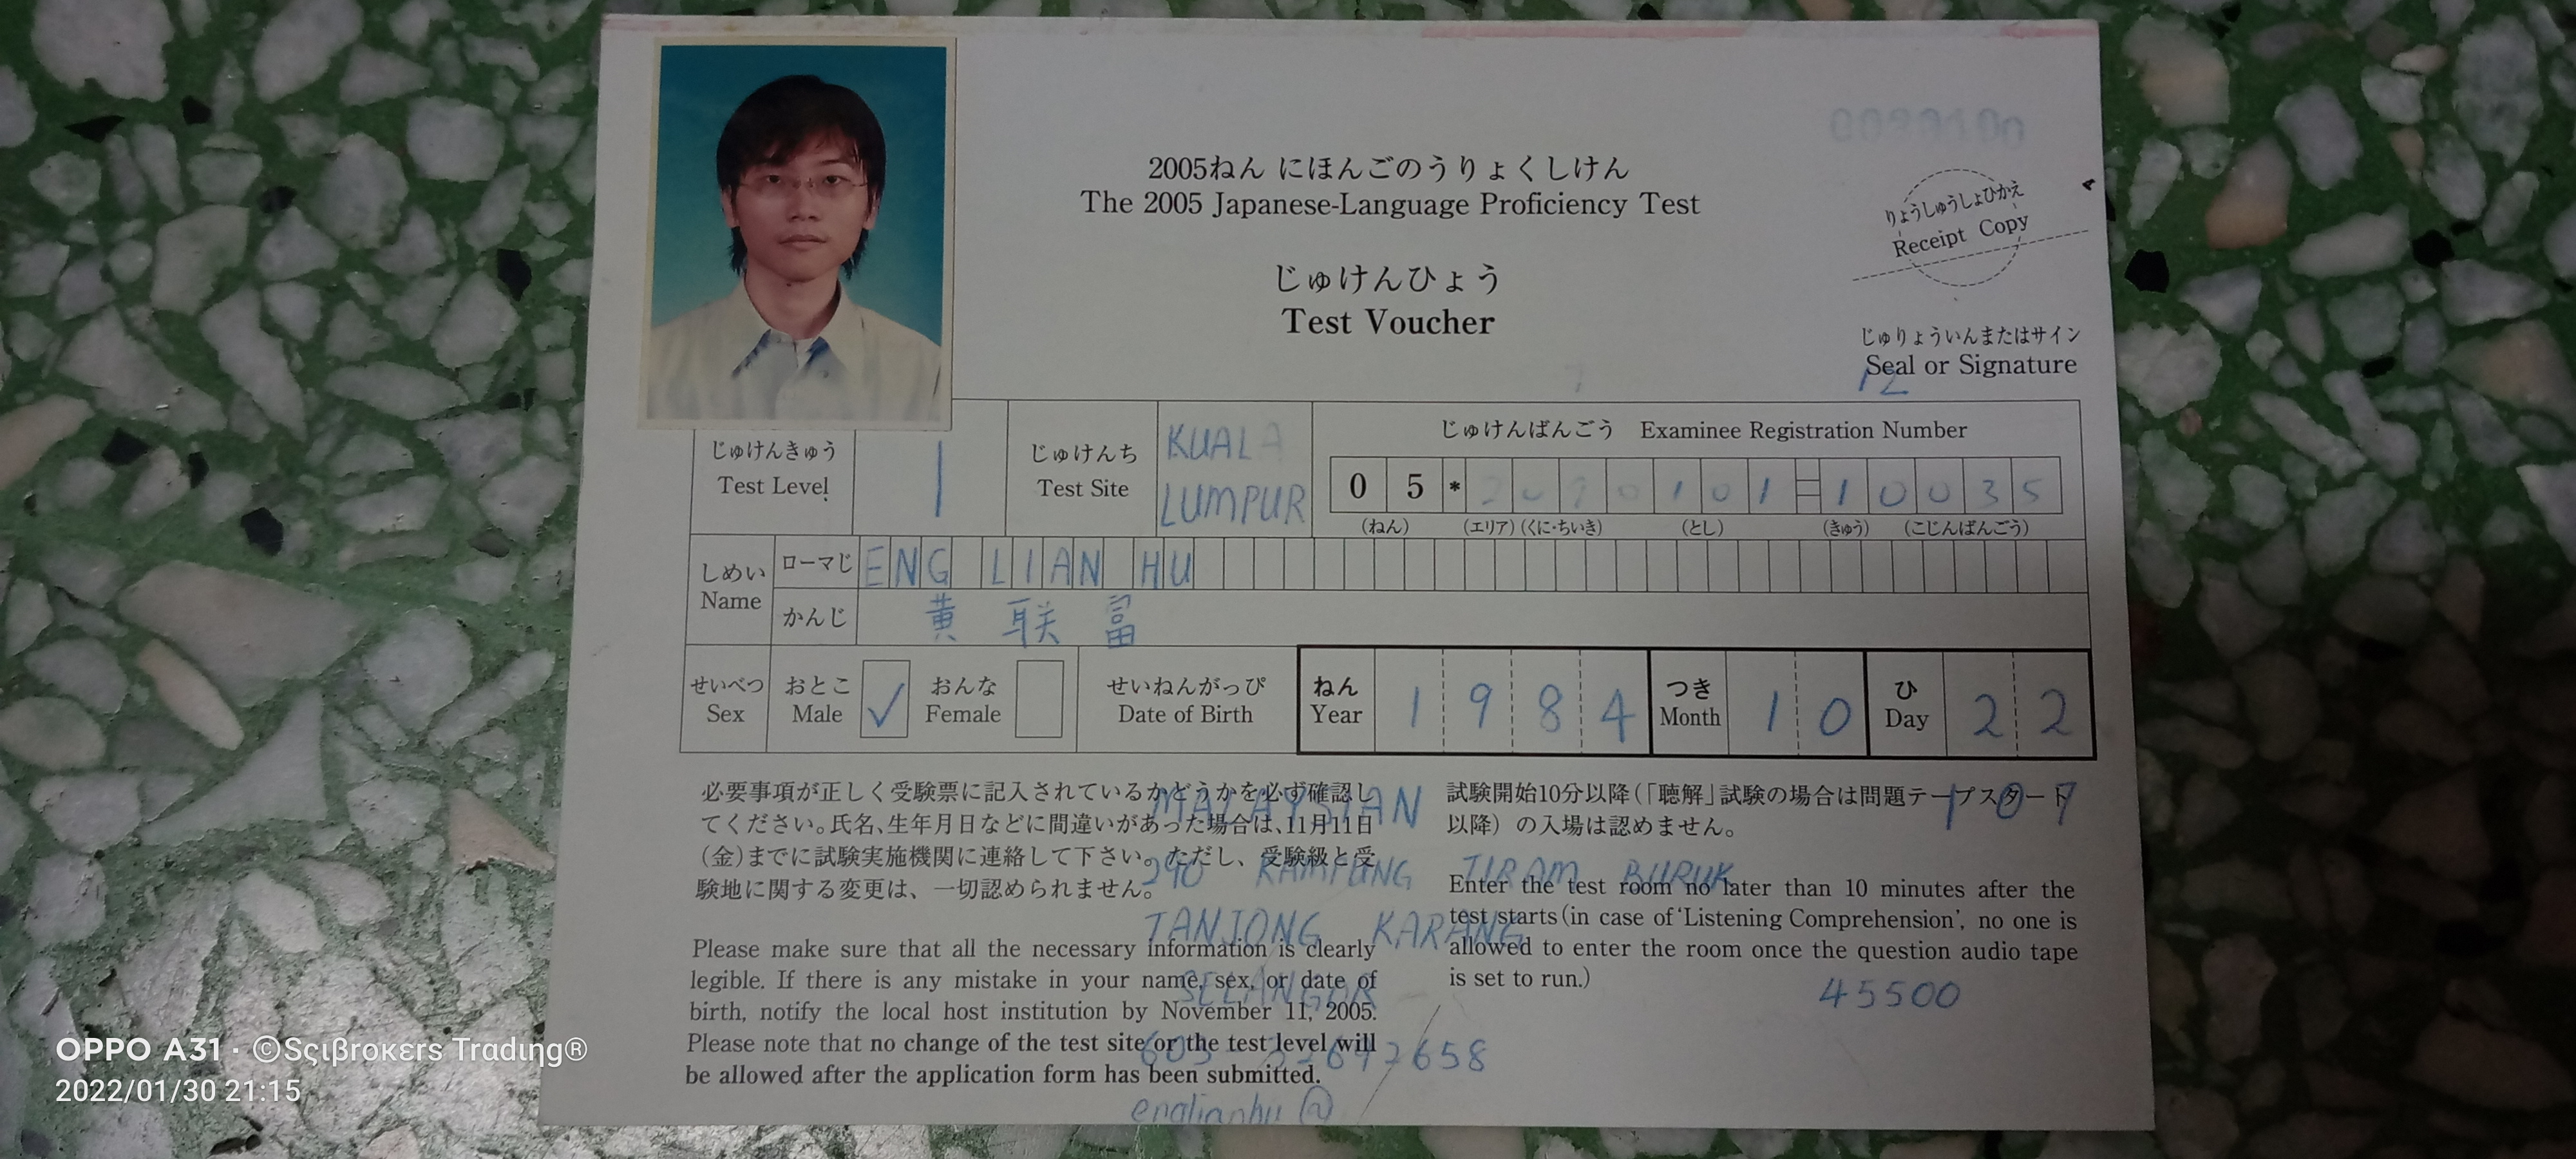 2005ねん にほんごのうりょくしけん
The 2005 Japanese-Language Proficiency Test
じゅけんひょう
Test Voucher
りょうしゅうしょひかえ
Receipt Copy
じゅりょういんまたはサイン
Seal or Signature
12
じゅけんきゅう
Test Level
1
じゅけんち
Test Site
KUALA
LUMPUR
じゅけんばんごう Examinee Registration Number
0 5 * 0 1 0 1 - 1 0 0 3 5
(ねん) (エリア) (くに・ちいき) (とし) (きゅう) (こじんばんごう)
しめい
Name
ローマじ ENG LIAN HU
かんじ 黄 联 富
せいべつ
Sex
おとこ
Male
✓
おんな
Female
せいねんがっぴ
Date of Birth
ねん
Year
1984
つき
Month
10
ひ
Day
22
必要事項が正しく受験票に記入されているかどうかを必ず確認し
てください。氏名、生年月日などに間違いがあった場合は、11月11日
(金)までに試験実施機関に連絡して下さい。ただし、受験級と受
験地に関する変更は、一切認められません。
Please make sure that all the necessary information is clearly
legible. If there is any mistake in your name, sex, or date of
birth, notify the local host institution by November 11, 2005.
Please note that no change of the test site or the test level will
be allowed after the application form has been submitted.
試験開始10分以降(「聴解」試験の場合は問題テープスタート
以降) の入場は認めません。
Enter the test room no later than 10 minutes after the
test starts(in case of 'Listening Comprehension', no one is
allowed to enter the room once the question audio tape
is set to run.)
MALAYSIAN
107
290 KAMPUNG TIRAM BURUK
TANJONG KARANG
SELANGOR
45500
englianhu @
OPPO A31 · ©Sςιβrοκεrs Trαdιηg®
2022/01/30 21:15